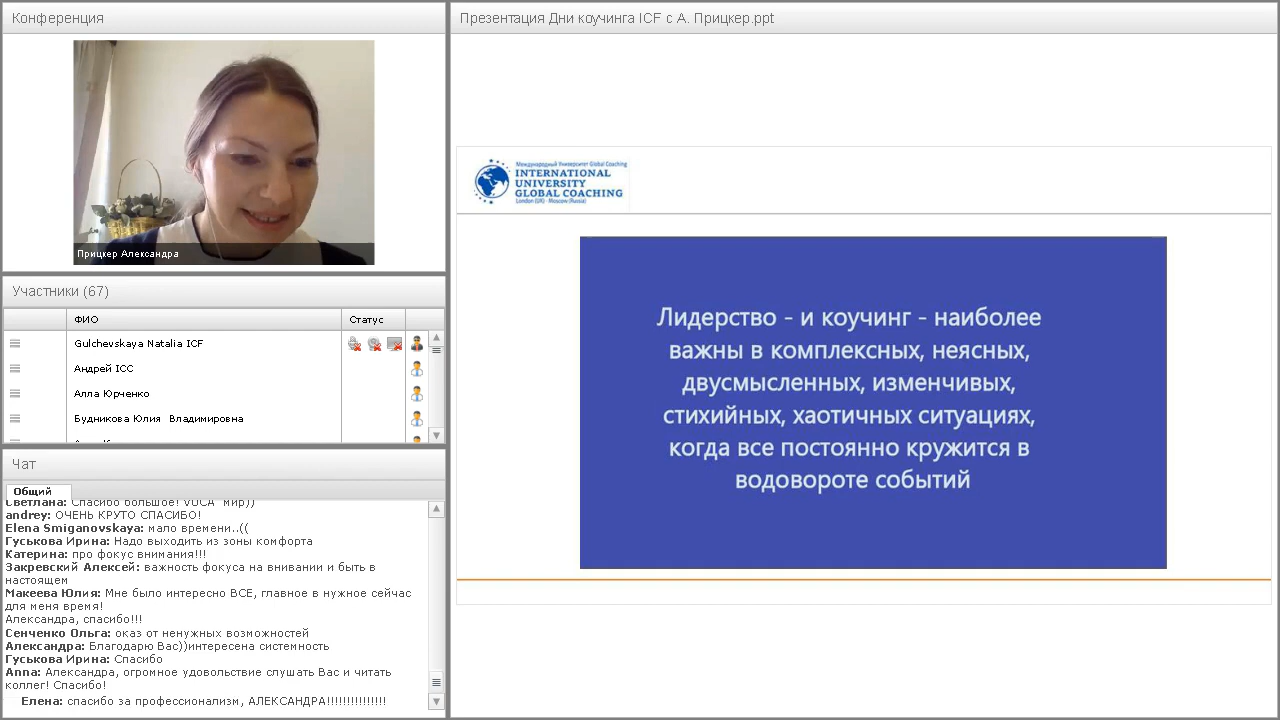 Конференция
Прицкер Александра
Участники (67)
ФИО Статус
Gulchevskaya Natalia ICF
Андрей ICC
Алла Юрченко
Будникова Юлия Владимировна
Чат
Общий
Светлана: Спасибо большое! VUCA мир))
andrey: ОЧЕНЬ КРУТО СПАСИБО!
Elena Smiganovskaya: мало времени..((
Гуськова Ирина: Надо выходить из зоны комфорта
Катерина: про фокус внимания!!!
Закревский Алексей: важность фокуса на внивании и быть в
настоящем
Макеева Юлия: Мне было интересно ВСЕ, главное в нужное сейчас
для меня время!
Александра, спасибо!!!
Сенченко Ольга: оказ от ненужных возможностей
Александра: Благодарю Вас))интересена системность
Гуськова Ирина: Спасибо
Anna: Александра, огромное удовольствие слушать Вас и читать
коллег! Спасибо!
Елена: спасибо за профессионализм, АЛЕКСАНДРА!!!!!!!!!!!!!!!
Презентация Дни коучинга ICF с А. Прицкер.ppt
Международный Университет Global Coaching
INTERNATIONAL
UNIVERSITY
GLOBAL COACHING
London (UK) - Moscow (Russia)
Лидерство - и коучинг - наиболее
важны в комплексных, неясных,
двусмысленных, изменчивых,
стихийных, хаотичных ситуациях,
когда все постоянно кружится в
водовороте событий